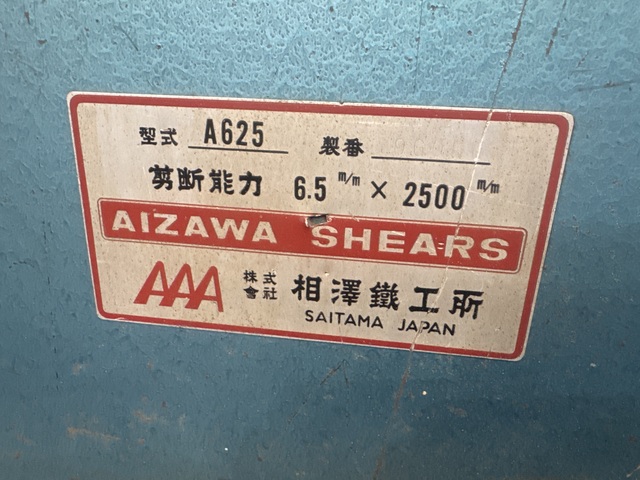 型式 A625 製番
剪断能力 6.5 m/m × 2500 m/m
AIZAWA SHEARS
AAA 株式會社 相澤鐵工所
SAITAMA JAPAN